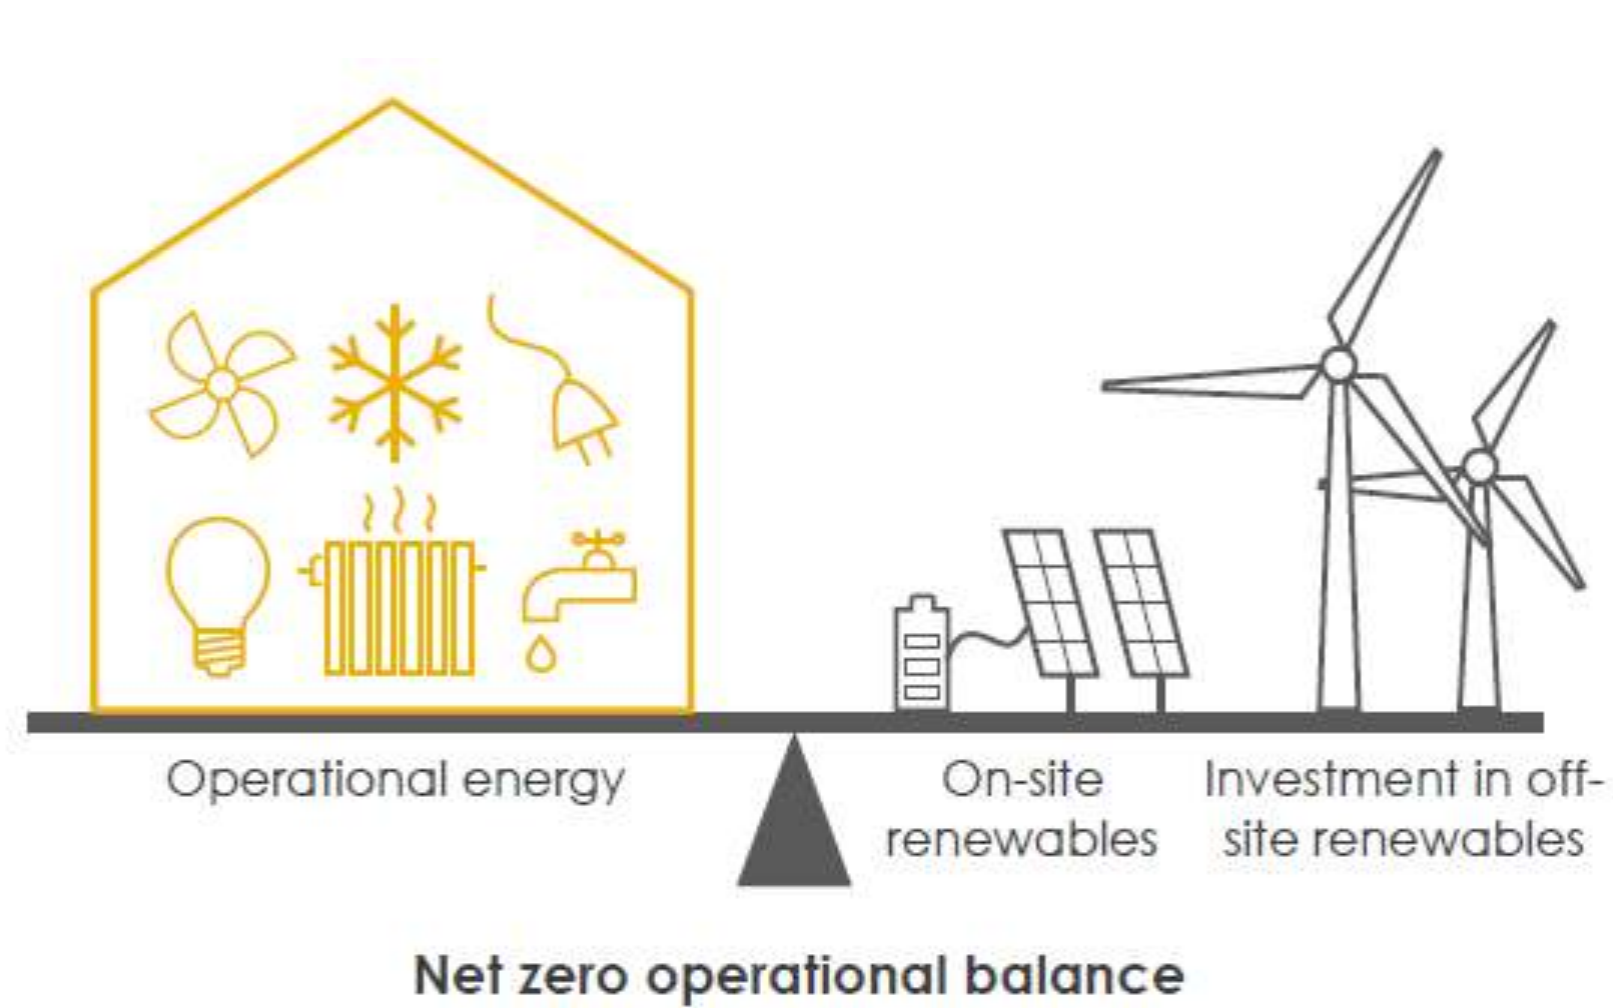 Operational energy
On-site
renewables
Investment in off-
site renewables
Net zero operational balance